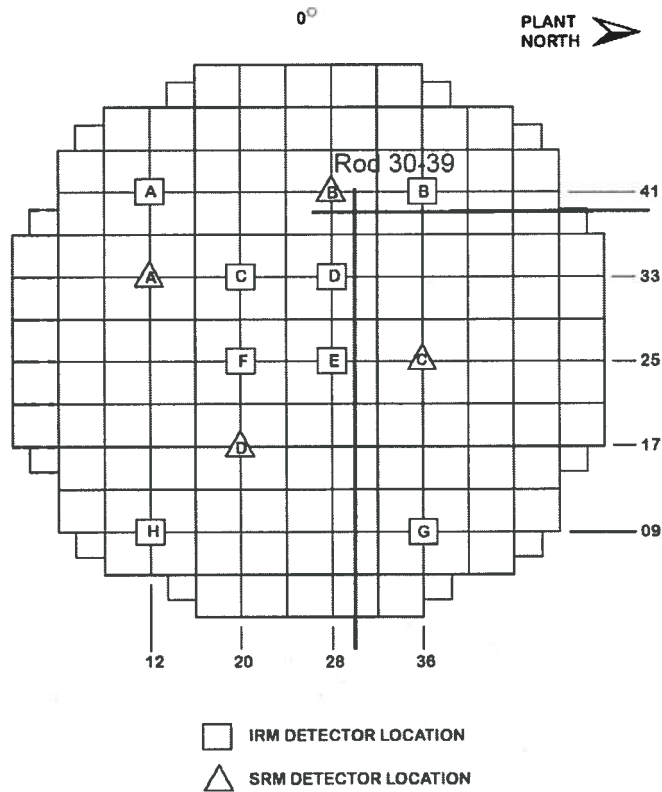 0°
PLANT
NORTH
Rod 30-39
A B B 41
A C D 33
F E C 25
D 17
H G 09
12 20 28 36
IRM DETECTOR LOCATION
SRM DETECTOR LOCATION